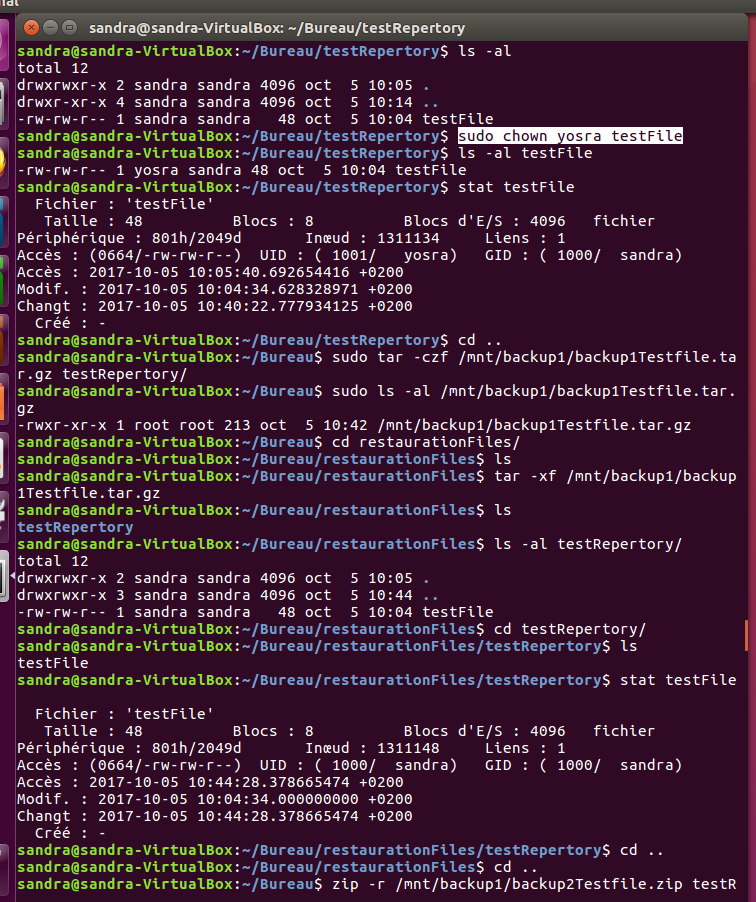 nal
sandra@sandra-VirtualBox: ~/Bureau/testRepertory
sandra@sandra-VirtualBox:~/Bureau/testRepertory$ ls -al
total 12
drwxrwxr-x 2 sandra sandra 4096 oct  5 10:05 .
drwxr-xr-x 4 sandra sandra 4096 oct  5 10:14 ..
-rw-rw-r-- 1 sandra sandra   48 oct  5 10:04 testFile
sandra@sandra-VirtualBox:~/Bureau/testRepertory$ sudo chown yosra testFile
sandra@sandra-VirtualBox:~/Bureau/testRepertory$ ls -al testFile
-rw-rw-r-- 1 yosra sandra 48 oct  5 10:04 testFile
sandra@sandra-VirtualBox:~/Bureau/testRepertory$ stat testFile
  Fichier : 'testFile'
   Taille : 48          Blocs : 8          Blocs d'E/S : 4096   fichier
Périphérique : 801h/2049d       Inœud : 1311134     Liens : 1
Accès : (0664/-rw-rw-r--)  UID : ( 1001/   yosra)   GID : ( 1000/  sandra)
Accès : 2017-10-05 10:05:40.692654416 +0200
Modif. : 2017-10-05 10:04:34.628328971 +0200
Changt : 2017-10-05 10:40:22.777934125 +0200
  Créé : -
sandra@sandra-VirtualBox:~/Bureau/testRepertory$ cd ..
sandra@sandra-VirtualBox:~/Bureau$ sudo tar -czf /mnt/backup1/backup1Testfile.ta
r.gz testRepertory/
sandra@sandra-VirtualBox:~/Bureau$ sudo ls -al /mnt/backup1/backup1Testfile.tar.
gz
-rwxr-xr-x 1 root root 213 oct  5 10:42 /mnt/backup1/backup1Testfile.tar.gz
sandra@sandra-VirtualBox:~/Bureau$ cd restaurationFiles/
sandra@sandra-VirtualBox:~/Bureau/restaurationFiles$ ls
sandra@sandra-VirtualBox:~/Bureau/restaurationFiles$ tar -xf /mnt/backup1/backup
1Testfile.tar.gz
sandra@sandra-VirtualBox:~/Bureau/restaurationFiles$ ls
testRepertory
sandra@sandra-VirtualBox:~/Bureau/restaurationFiles$ ls -al testRepertory/
total 12
drwxrwxr-x 2 sandra sandra 4096 oct  5 10:05 .
drwxrwxr-x 3 sandra sandra 4096 oct  5 10:44 ..
-rw-rw-r-- 1 sandra sandra   48 oct  5 10:04 testFile
sandra@sandra-VirtualBox:~/Bureau/restaurationFiles$ cd testRepertory/
sandra@sandra-VirtualBox:~/Bureau/restaurationFiles/testRepertory$ ls
testFile
sandra@sandra-VirtualBox:~/Bureau/restaurationFiles/testRepertory$ stat testFile
  Fichier : 'testFile'
   Taille : 48          Blocs : 8          Blocs d'E/S : 4096   fichier
Périphérique : 801h/2049d       Inœud : 1311148     Liens : 1
Accès : (0664/-rw-rw-r--)  UID : ( 1000/  sandra)   GID : ( 1000/  sandra)
Accès : 2017-10-05 10:44:28.378665474 +0200
Modif. : 2017-10-05 10:04:34.000000000 +0200
Changt : 2017-10-05 10:44:28.378665474 +0200
  Créé : -
sandra@sandra-VirtualBox:~/Bureau/restaurationFiles/testRepertory$ cd ..
sandra@sandra-VirtualBox:~/Bureau/restaurationFiles$ cd ..
sandra@sandra-VirtualBox:~/Bureau$ zip -r /mnt/backup1/backup2Testfile.zip testR